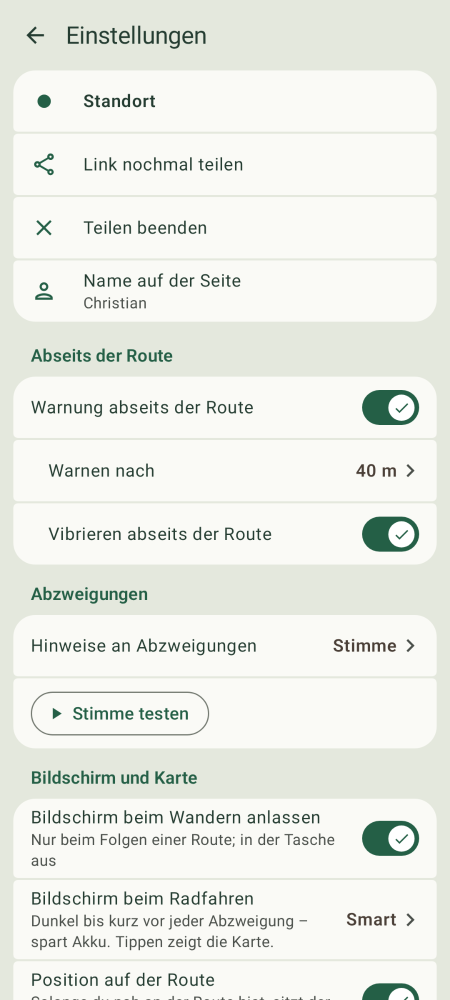 Einstellungen
Standort
Link nochmal teilen
Teilen beenden
Name auf der Seite
Christian
Abseits der Route
Warnung abseits der Route
Warnen nach
40 m
Vibrieren abseits der Route
Abzweigungen
Hinweise an Abzweigungen
Stimme
Stimme testen
Bildschirm und Karte
Bildschirm beim Wandern anlassen
Nur beim Folgen einer Route; in der Tasche
aus
Bildschirm beim Radfahren
Dunkel bis kurz vor jeder Abzweigung –
spart Akku. Tippen zeigt die Karte.
Smart
Position auf der Route